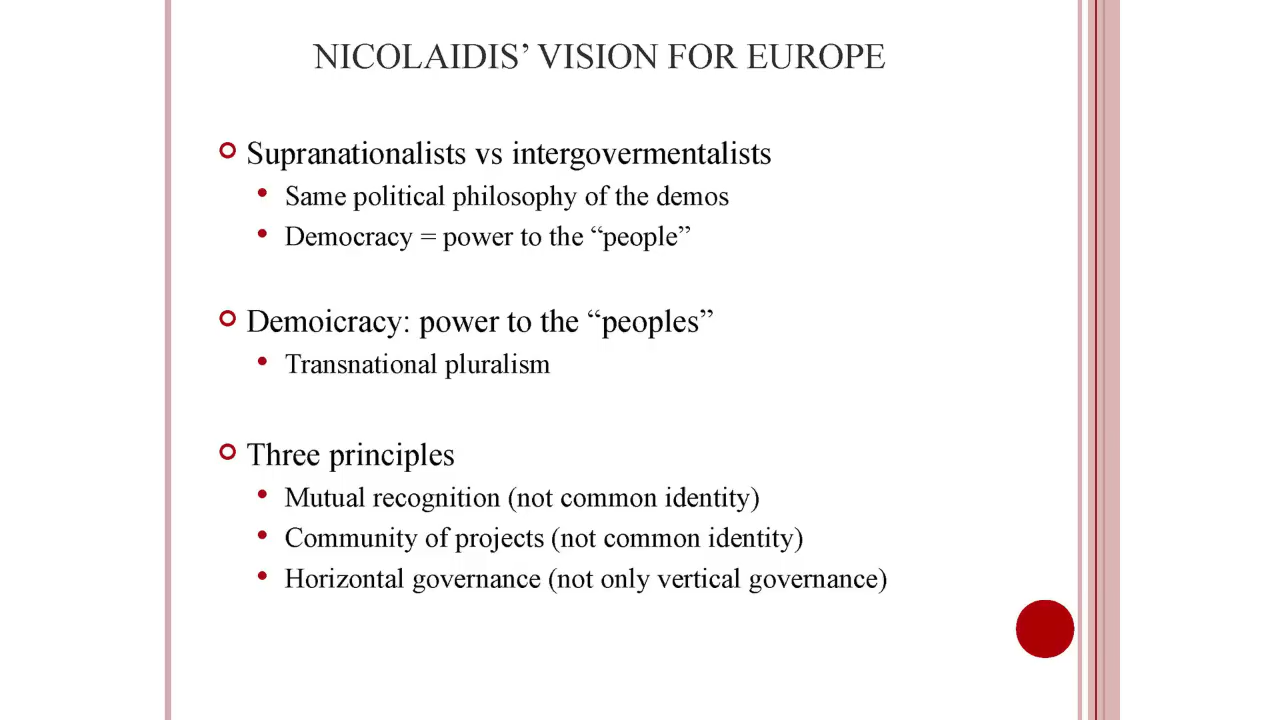 NICOLAIDIS’ VISION FOR EUROPE
Supranationalists vs intergovermentalists
Same political philosophy of the demos
Democracy = power to the “people”
Demoicracy: power to the “peoples”
Transnational pluralism
Three principles
Mutual recognition (not common identity)
Community of projects (not common identity)
Horizontal governance (not only vertical governance)